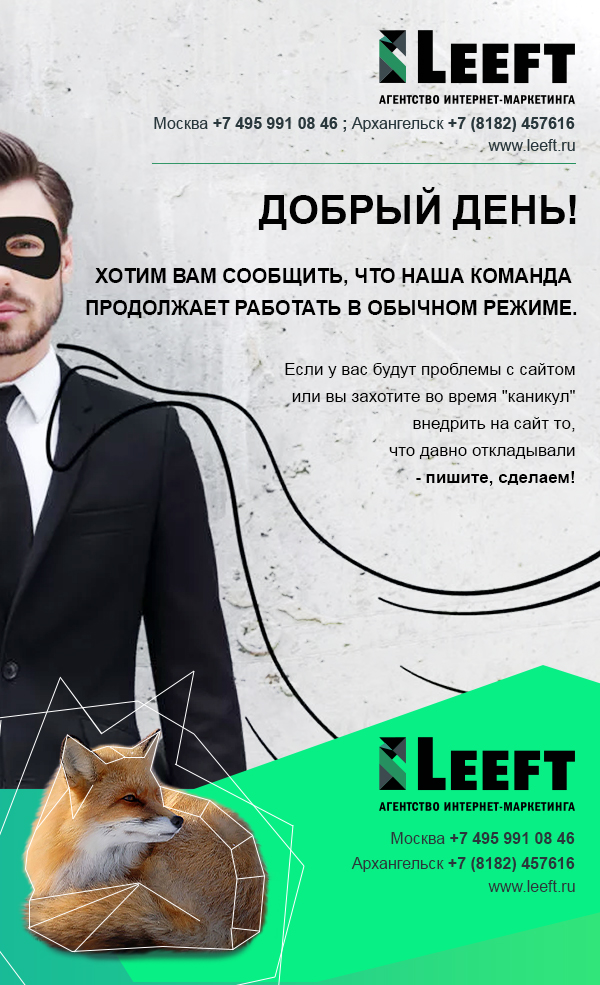 LEEFT
АГЕНТСТВО ИНТЕРНЕТ-МАРКЕТИНГА
Москва +7 495 991 08 46 ; Архангельск +7 (8182) 457616
www.leeft.ru
ДОБРЫЙ ДЕНЬ!
ХОТИМ ВАМ СООБЩИТЬ, ЧТО НАША КОМАНДА
ПРОДОЛЖАЕТ РАБОТАТЬ В ОБЫЧНОМ РЕЖИМЕ.
Если у вас будут проблемы с сайтом
или вы захотите во время "каникул"
внедрить на сайт то,
что давно откладывали
- пишите, сделаем!
LEEFT
АГЕНТСТВО ИНТЕРНЕТ-МАРКЕТИНГА
Москва +7 495 991 08 46
Архангельск +7 (8182) 457616
www.leeft.ru